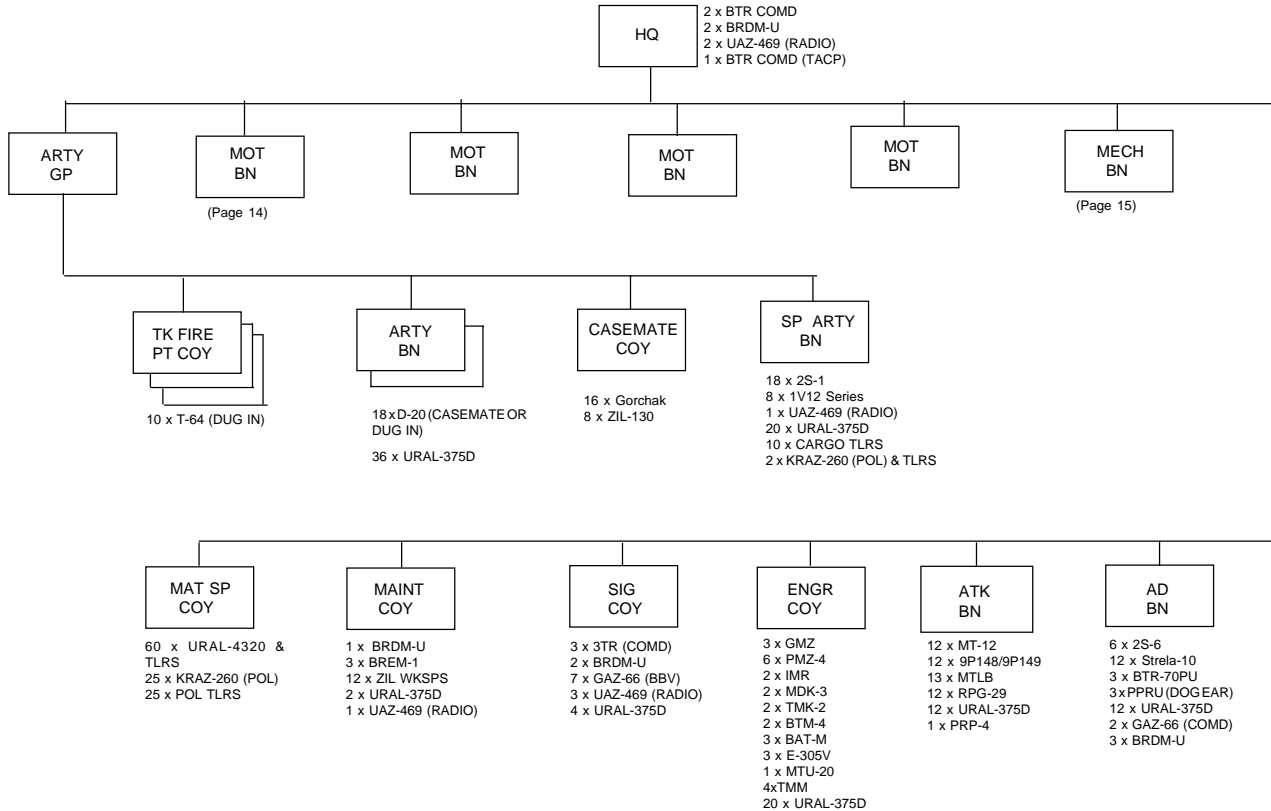 HQ
2 x BTR COMD
2 x BRDM-U
2 x UAZ-469 (RADIO)
1 x BTR COMD (TACP)
ARTY
GP
MOT
BN
(Page 14)
MOT
BN
MOT
BN
MOT
BN
MECH
BN
(Page 15)
TK FIRE
PT COY
10 x T-64 (DUG IN)
ARTY
BN
18 x D-20 (CASEMATE OR
DUG IN)
36 x URAL-375D
CASEMATE
COY
16 x Gorchak
8 x ZIL-130
SP ARTY
BN
18 x 2S-1
8 x 1V12 Series
1 x UAZ-469 (RADIO)
20 x URAL-375D
10 x CARGO TLRS
2 x KRAZ-260 (POL) & TLRS
MAT SP
COY
60 x URAL-4320 &
TLRS
25 x KRAZ-260 (POL)
25 x POL TLRS
MAINT
COY
1 x BRDM-U
3 x BREM-1
12 x ZIL WKSPS
2 x URAL-375D
1 x UAZ-469 (RADIO)
SIG
COY
3 x 3TR (COMD)
2 x BRDM-U
7 x GAZ-66 (BBV)
3 x UAZ-469 (RADIO)
4 x URAL-375D
ENGR
COY
3 x GMZ
6 x PMZ-4
2 x IMR
2 x MDK-3
2 x TMK-2
2 x BTM-4
3 x BAT-M
3 x E-305V
1 x MTU-20
4xTMM
20 x URAL-375D
ATK
BN
12 x MT-12
12 x 9P148/9P149
13 x MTLB
12 x RPG-29
12 x URAL-375D
1 x PRP-4
AD
BN
6 x 2S-6
12 x Strela-10
3 x BTR-70PU
3xPPRU (DOG EAR)
12 x URAL-375D
2 x GAZ-66 (COMD)
3 x BRDM-U